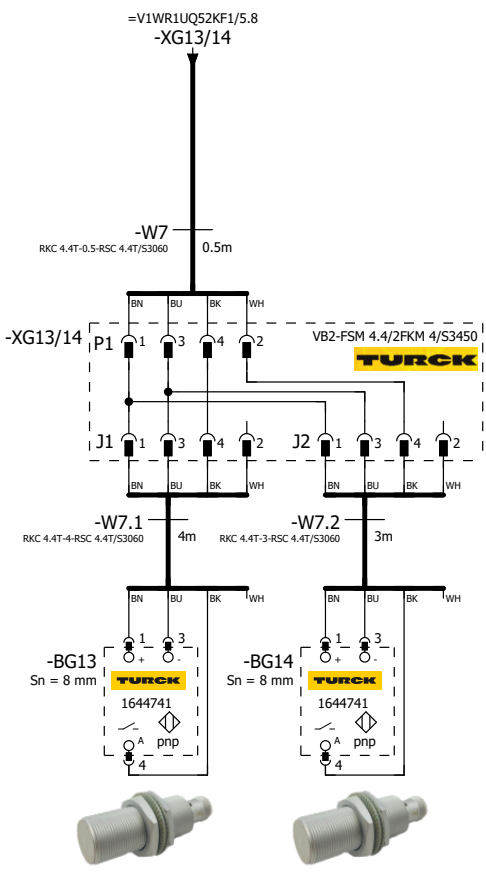 =V1WR1UQ52KF1/5.8
-XG13/14
-W7
RKC 4.4T-0.5-RSC 4.4T/S3060
0.5m
BN BU BK WH
-XG13/14
P1 1 3 4 2
VB2-FSM 4.4/2FKM 4/S3450
TURCK
J1 1 3 4 2 J2 1 3 4 2
BN BU BK WH BN BU BK WH
-W7.1
RKC 4.4T-4-RSC 4.4T/S3060
4m
-W7.2
RKC 4.4T-3-RSC 4.4T/S3060
3m
BN BU BK WH BN BU BK WH
1 3 1 3
-BG13
Sn = 8 mm
+ -
TURCK
1644741
A pnp
4
-BG14
Sn = 8 mm
+ -
TURCK
1644741
A pnp
4